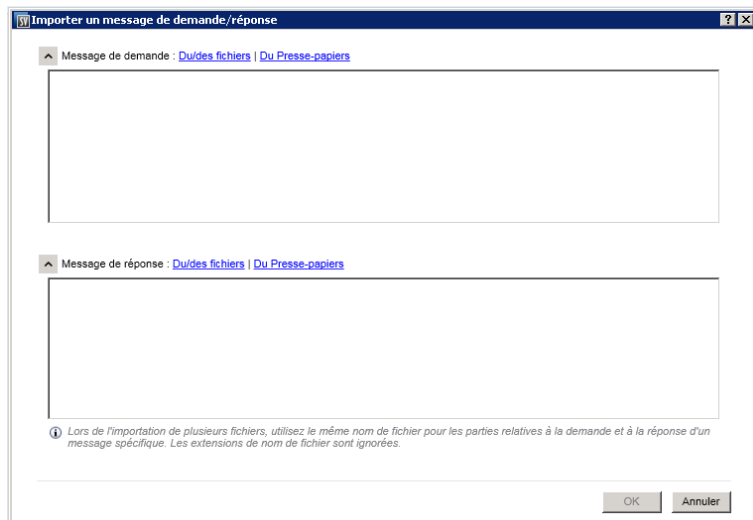 SV Importer un message de demande/réponse
Message de demande : Du/des fichiers | Du Presse-papiers
Message de réponse : Du/des fichiers | Du Presse-papiers
Lors de l'importation de plusieurs fichiers, utilisez le même nom de fichier pour les parties relatives à la demande et à la réponse d'un
message spécifique. Les extensions de nom de fichier sont ignorées.
OK Annuler